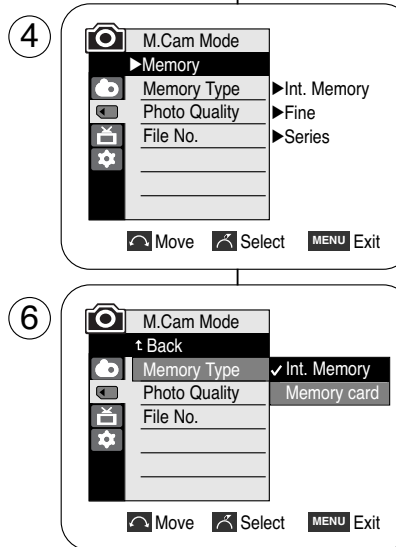 4
M.Cam Mode
▶Memory
Memory Type ▶Int. Memory
Photo Quality ▶Fine
File No. ▶Series
Move Select MENU Exit
6
M.Cam Mode
Back
Memory Type ✓ Int. Memory
Photo Quality Memory card
File No.
Move Select MENU Exit